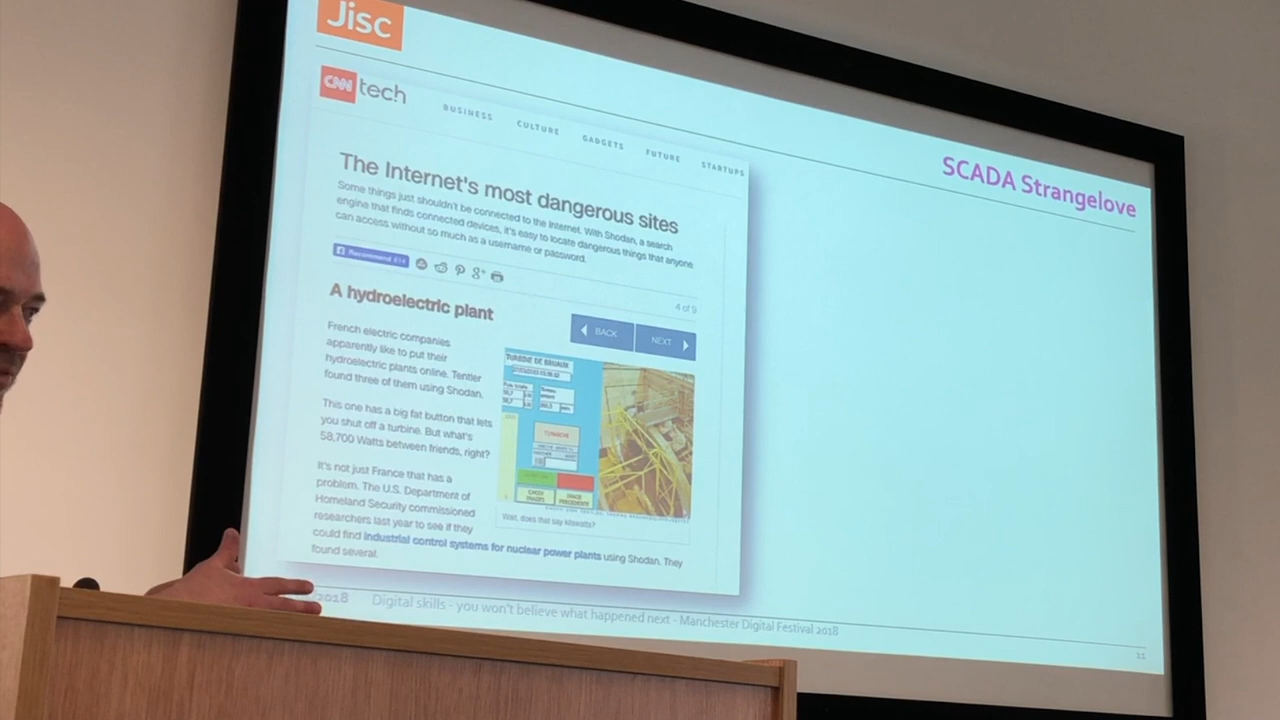 Jisc
CNN tech
BUSINESS CULTURE GADGETS FUTURE STARTUPS
SCADA Strangelove
The Internet's most dangerous sites
Some things just shouldn't be connected to the Internet. With Shodan, a search
engine that finds connected devices, it's easy to locate dangerous things that anyone
can access without so much as a username or password.
Recommend 614
4 of 9
A hydroelectric plant
BACK NEXT
French electric companies
apparently like to put their
hydroelectric plants online. Tentler
found three of them using Shodan.
This one has a big fat button that lets
you shut off a turbine. But what's
58,700 Watts between friends, right?
It's not just France that has a
problem. The U.S. Department of
Homeland Security commissioned
researchers last year to see if they
could find industrial control systems for nuclear power plants using Shodan. They
found several.
Wait, does that say kilowatts?
2018 Digital skills - you won't believe what happened next - Manchester Digital Festival 2018
11